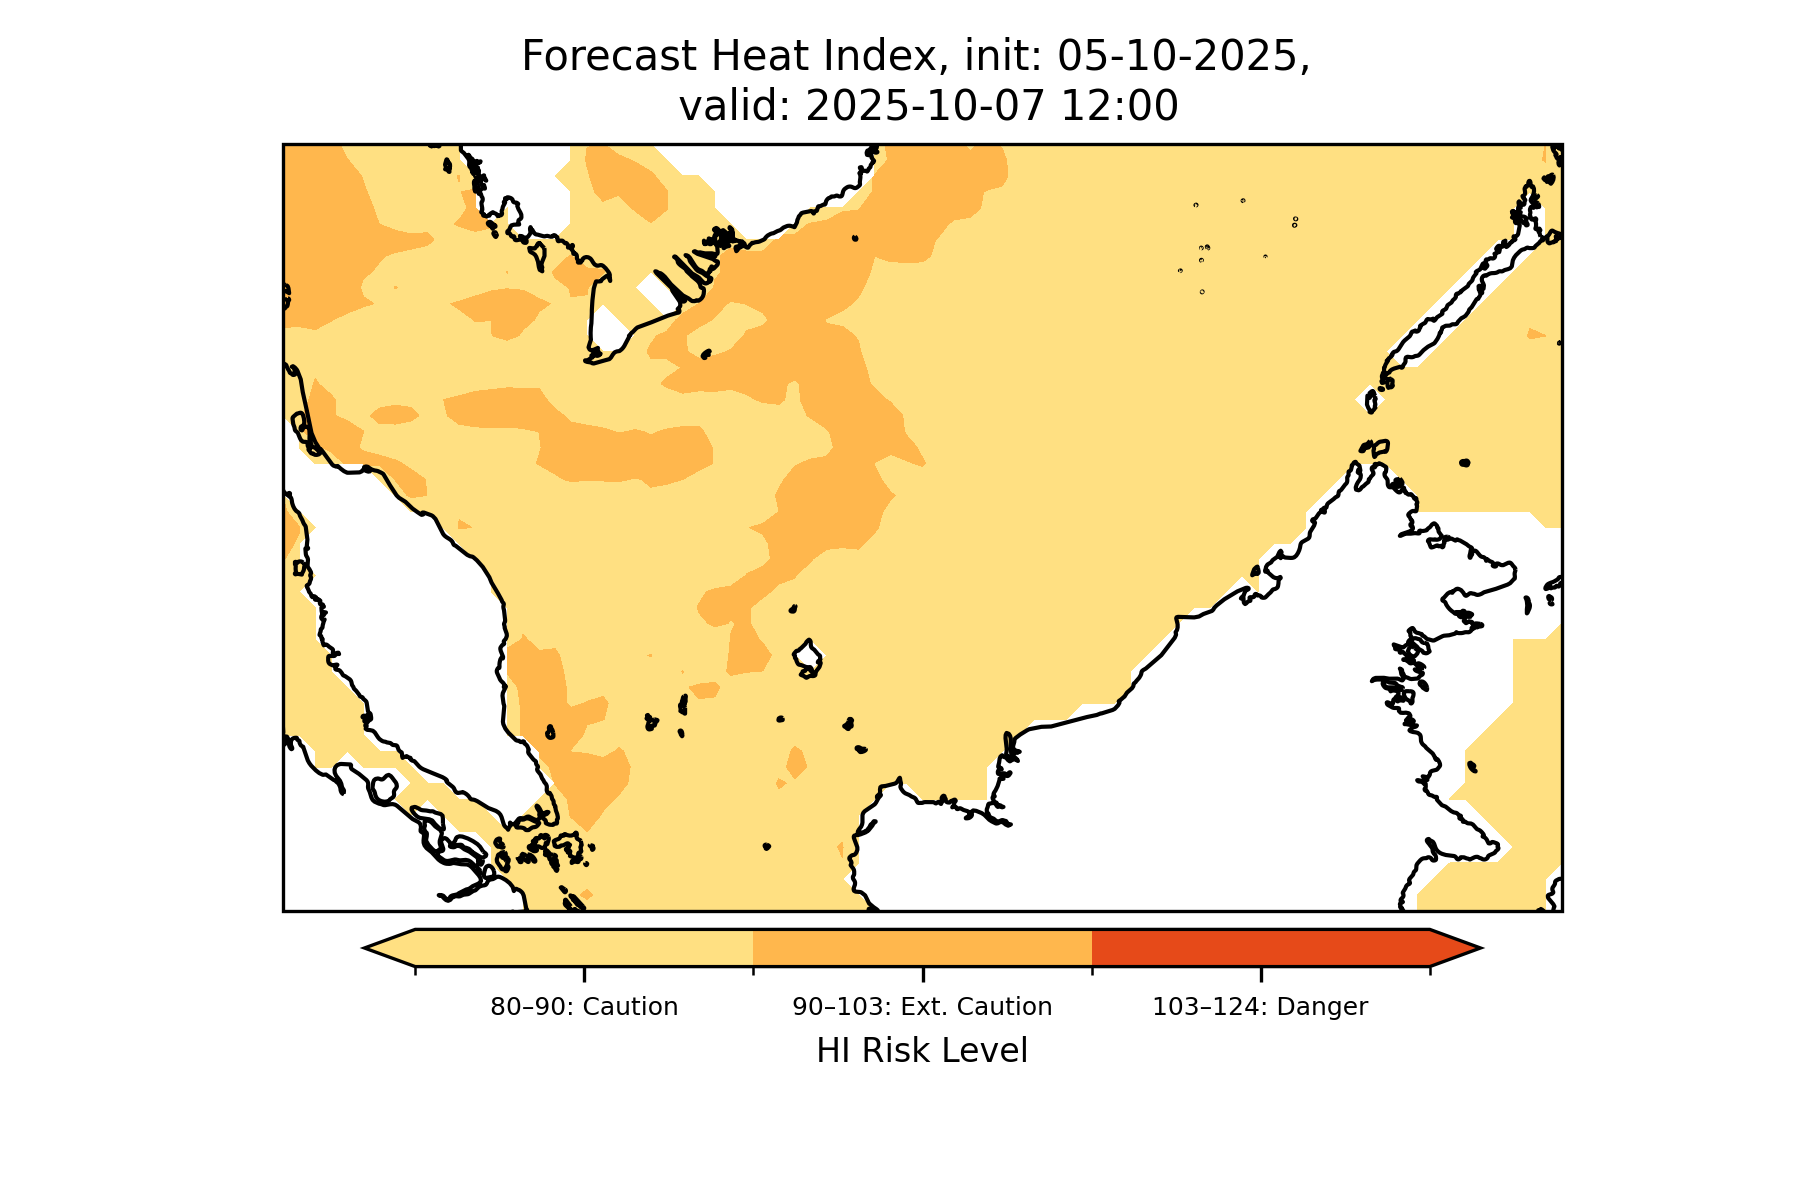 Forecast Heat Index, init: 05-10-2025,
valid: 2025-10-07 12:00
80–90: Caution
90–103: Ext. Caution
103–124: Danger
HI Risk Level